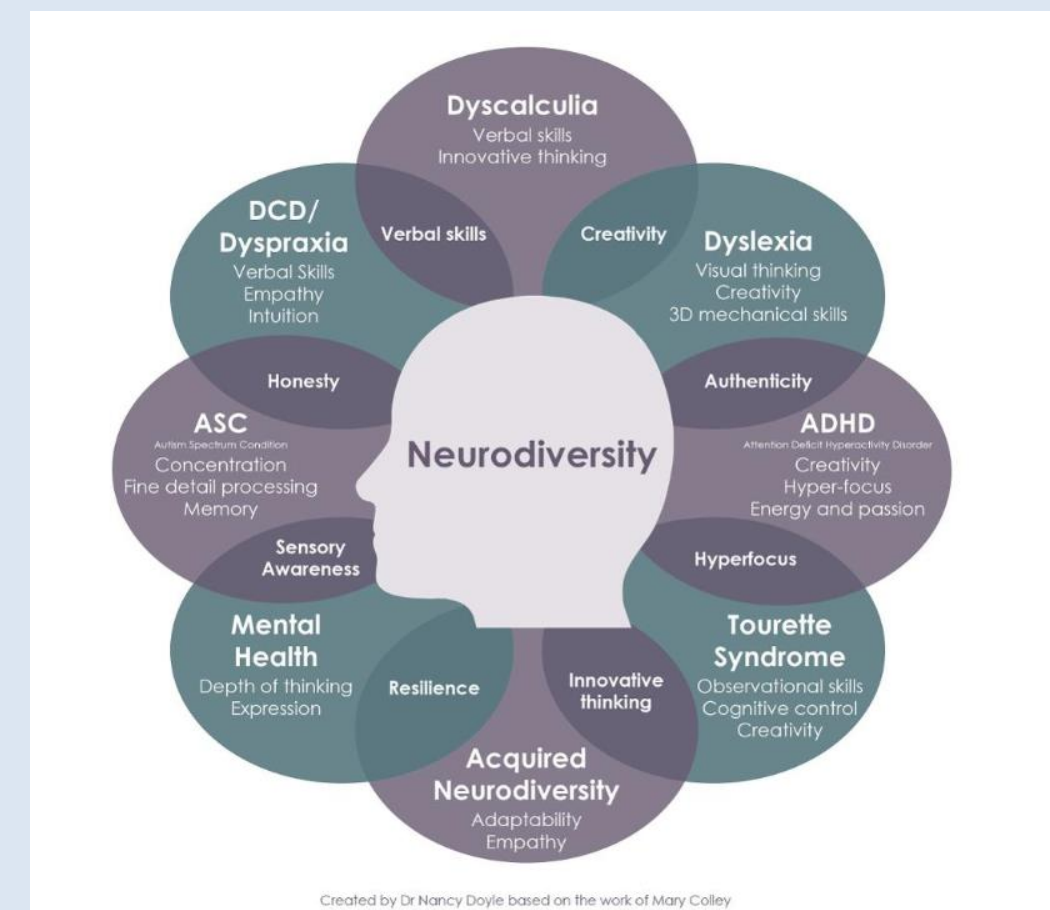 Dyscalculia
Verbal skills
Innovative thinking
DCD/
Dyspraxia
Verbal Skills
Empathy
Intuition
Verbal skills
Creativity
Dyslexia
Visual thinking
Creativity
3D mechanical skills
Honesty
Authenticity
ASC
Autism Spectrum Condition
Concentration
Fine detail processing
Memory
Neurodiversity
ADHD
Attention Deficit Hyperactivity Disorder
Creativity
Hyper-focus
Energy and passion
Sensory
Awareness
Hyperfocus
Mental
Health
Depth of thinking
Expression
Resilience
Innovative
thinking
Tourette
Syndrome
Observational skills
Cognitive control
Creativity
Acquired
Neurodiversity
Adaptability
Empathy
Created by Dr Nancy Doyle based on the work of Mary Colley